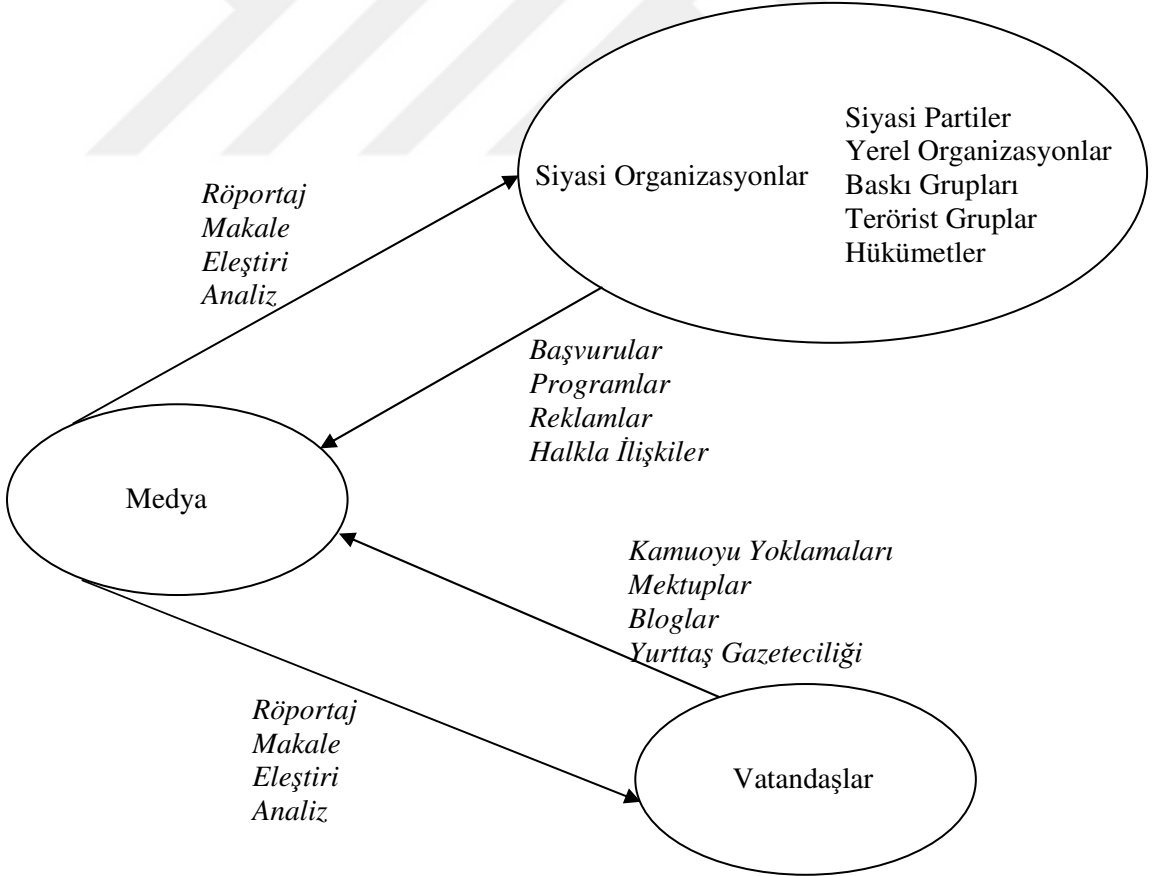 Siyasi Partiler
Yerel Organizasyonlar
Siyasi Organizasyonlar
Baskı Grupları
Terörist Gruplar
Hükümetler
Röportaj
Makale
Eleştiri
Analiz
Başvurular
Programlar
Reklamlar
Halkla İlişkiler
Medya
Kamuoyu Yoklamaları
Mektuplar
Bloglar
Yurttaş Gazeteciliği
Röportaj
Makale
Eleştiri
Analiz
Vatandaşlar